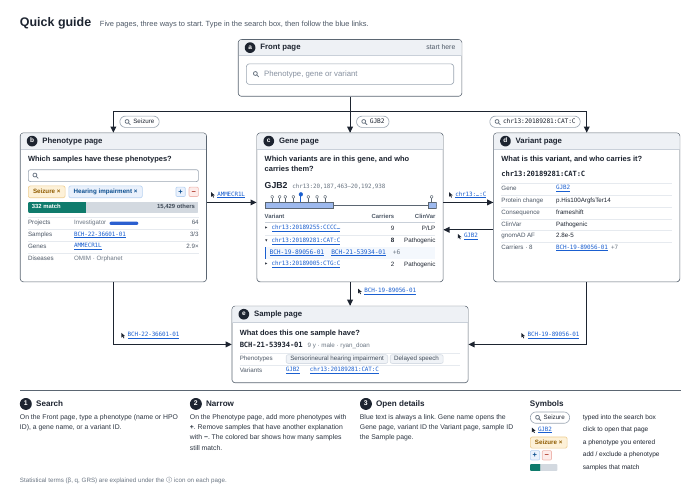 Quick guide Five pages, three ways to start. Type in the search box, then follow the blue links.
a Front page start here
Phenotype, gene or variant
Seizure
GJB2
chr13:20189281:CAT:C
b Phenotype page
Which samples have these phenotypes?
Seizure × Hearing impairment × + −
332 match 15,429 others
Projects Investigator 64
Samples BCH-22-36601-01 3/3
Genes AMMECR1L 2.9×
Diseases OMIM · Orphanet
AMMECR1L
c Gene page
Which variants are in this gene, and who
carries them?
GJB2 chr13:20,187,463–20,192,938
Variant Carriers ClinVar
▸ chr13:20189255:CCCC… 9 P/LP
▾ chr13:20189281:CAT:C 8 Pathogenic
BCH-19-89056-01 BCH-21-53934-01 +6
▸ chr13:20189005:CTG:C 2 Pathogenic
chr13:…:C
GJB2
d Variant page
What is this variant, and who carries it?
chr13:20189281:CAT:C
Gene GJB2
Protein change p.His100ArgfsTer14
Consequence frameshift
ClinVar Pathogenic
gnomAD AF 2.8e-5
Carriers · 8 BCH-19-89056-01 +7
BCH-19-89056-01
BCH-22-36601-01
BCH-19-89056-01
e Sample page
What does this one sample have?
BCH-21-53934-01 9 y · male · ryan_doan
Phenotypes Sensorineural hearing impairment Delayed speech
Variants GJB2 chr13:20189281:CAT:C
1 Search
On the Front page, type a phenotype (name or HPO
ID), a gene name, or a variant ID.
2 Narrow
On the Phenotype page, add more phenotypes with
+. Remove samples that have another explanation
with −. The colored bar shows how many samples
still match.
3 Open details
Blue text is always a link. Gene name opens the
Gene page, variant ID the Variant page, sample ID
the Sample page.
Symbols
Seizure typed into the search box
GJB2 click to open that page
Seizure × a phenotype you entered
+ − add / exclude a phenotype
samples that match
Statistical terms (β, q, GRS) are explained under the ⓘ icon on each page.